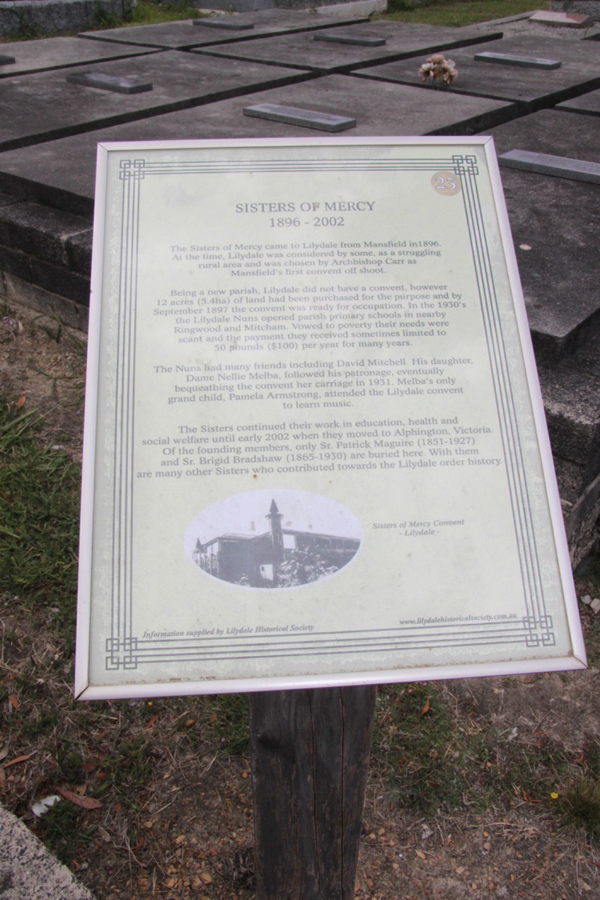 25
SISTERS OF MERCY
1896 - 2002
The Sisters of Mercy came to Lilydale from Mansfield in1896.
At the time, Lilydale was considered by some, as a struggling
rural area and was chosen by Archbishop Carr as
Mansfield's first convent off shoot.
Being a new parish, Lilydale did not have a convent, however
12 acres (5.4ha) of land had been purchased for the purpose and by
September 1897 the convent was ready for occupation. In the 1930's
the Lilydale Nuns opened parish primary schools in nearby
Ringwood and Mitcham. Vowed to poverty their needs were
scant and the payment they received sometimes limited to
50 pounds ($100) per year for many years.
The Nuns had many friends including David Mitchell. His daughter,
Dame Nellie Melba, followed his patronage, eventually
bequeathing the convent her carriage in 1931. Melba's only
grand child, Pamela Armstrong, attended the Lilydale convent
to learn music.
The Sisters continued their work in education, health and
social welfare until early 2002 when they moved to Alphington, Victoria.
Of the founding members, only Sr. Patrick Maguire (1851-1927)
and Sr. Brigid Bradshaw (1865-1930) are buried here. With them
are many other Sisters who contributed towards the Lilydale order history.
Sisters of Mercy Convent
- Lilydale -
Information supplied by Lilydale Historical Society
www.lilydalehistoricalsociety.com.au